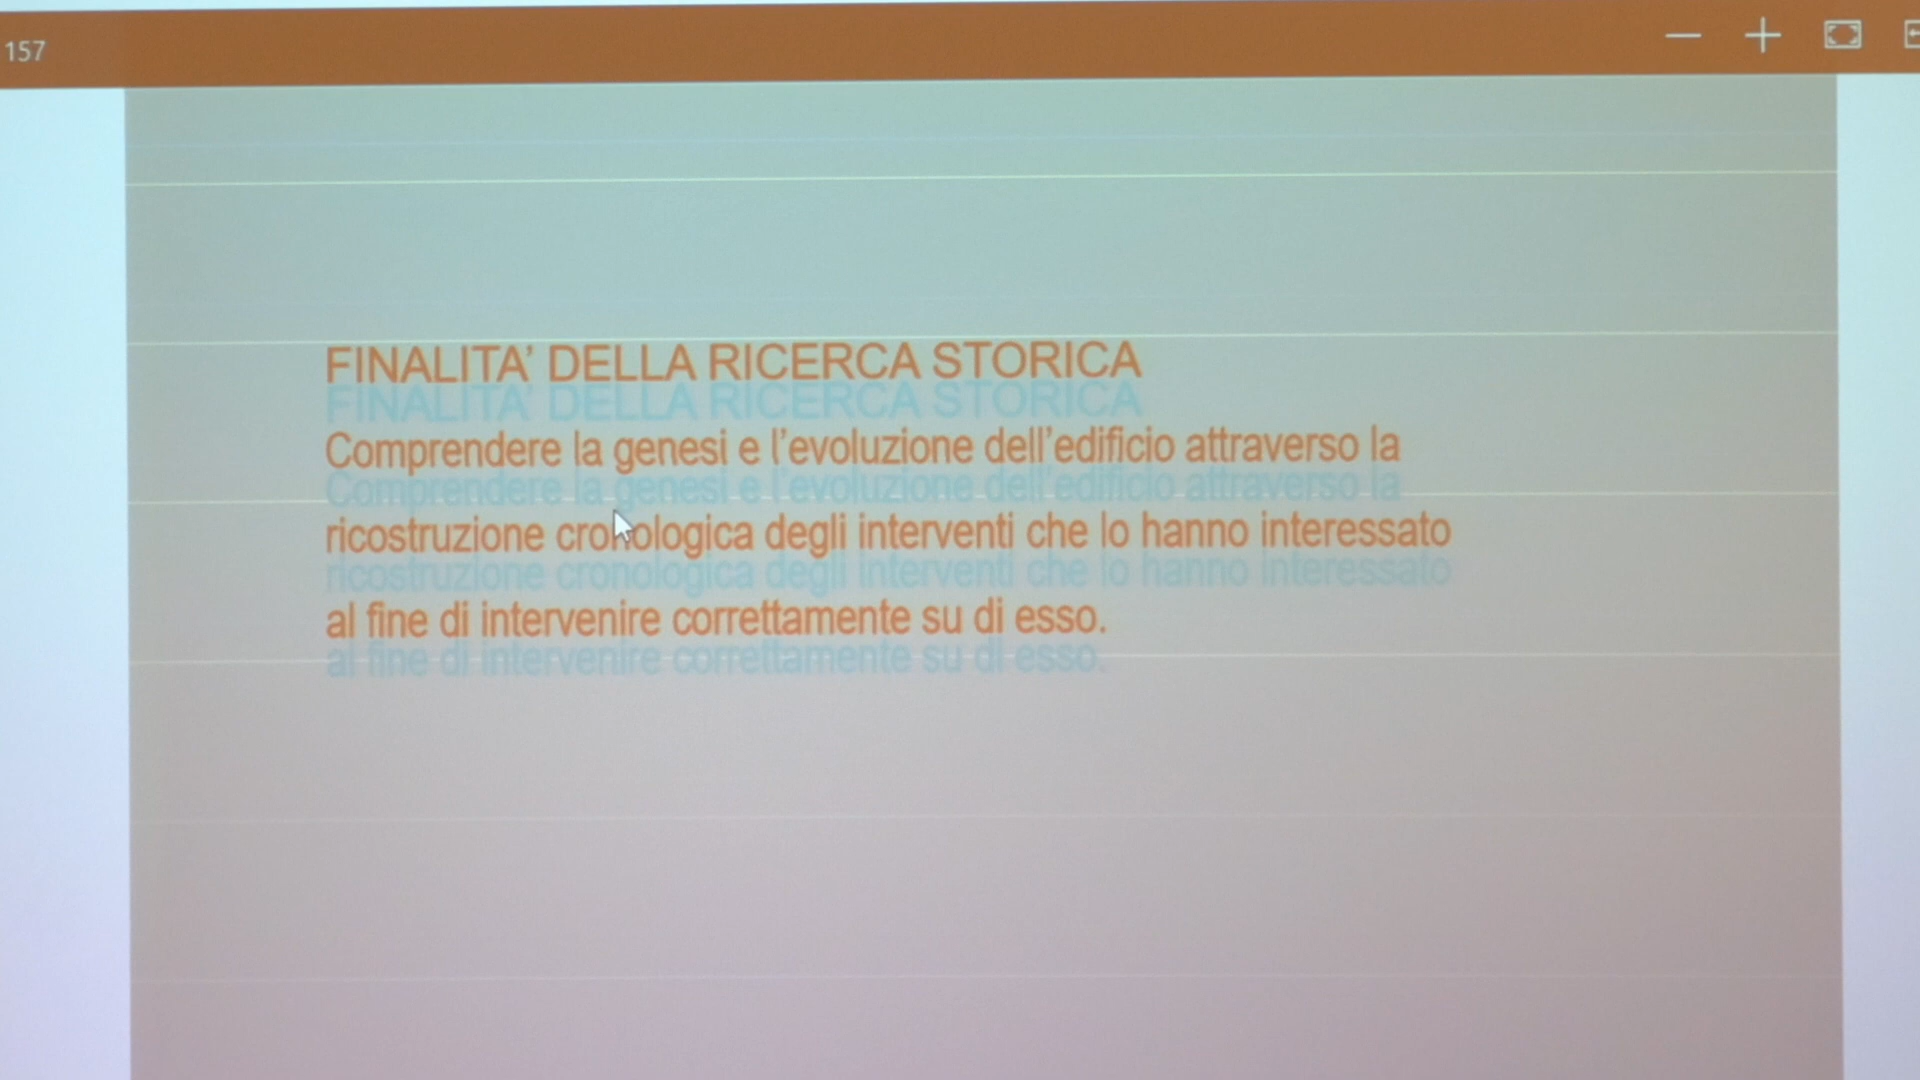 157
FINALITA’ DELLA RICERCA STORICA
Comprendere la genesi e l’evoluzione dell’edificio attraverso la
ricostruzione cronologica degli interventi che lo hanno interessato
al fine di intervenire correttamente su di esso.